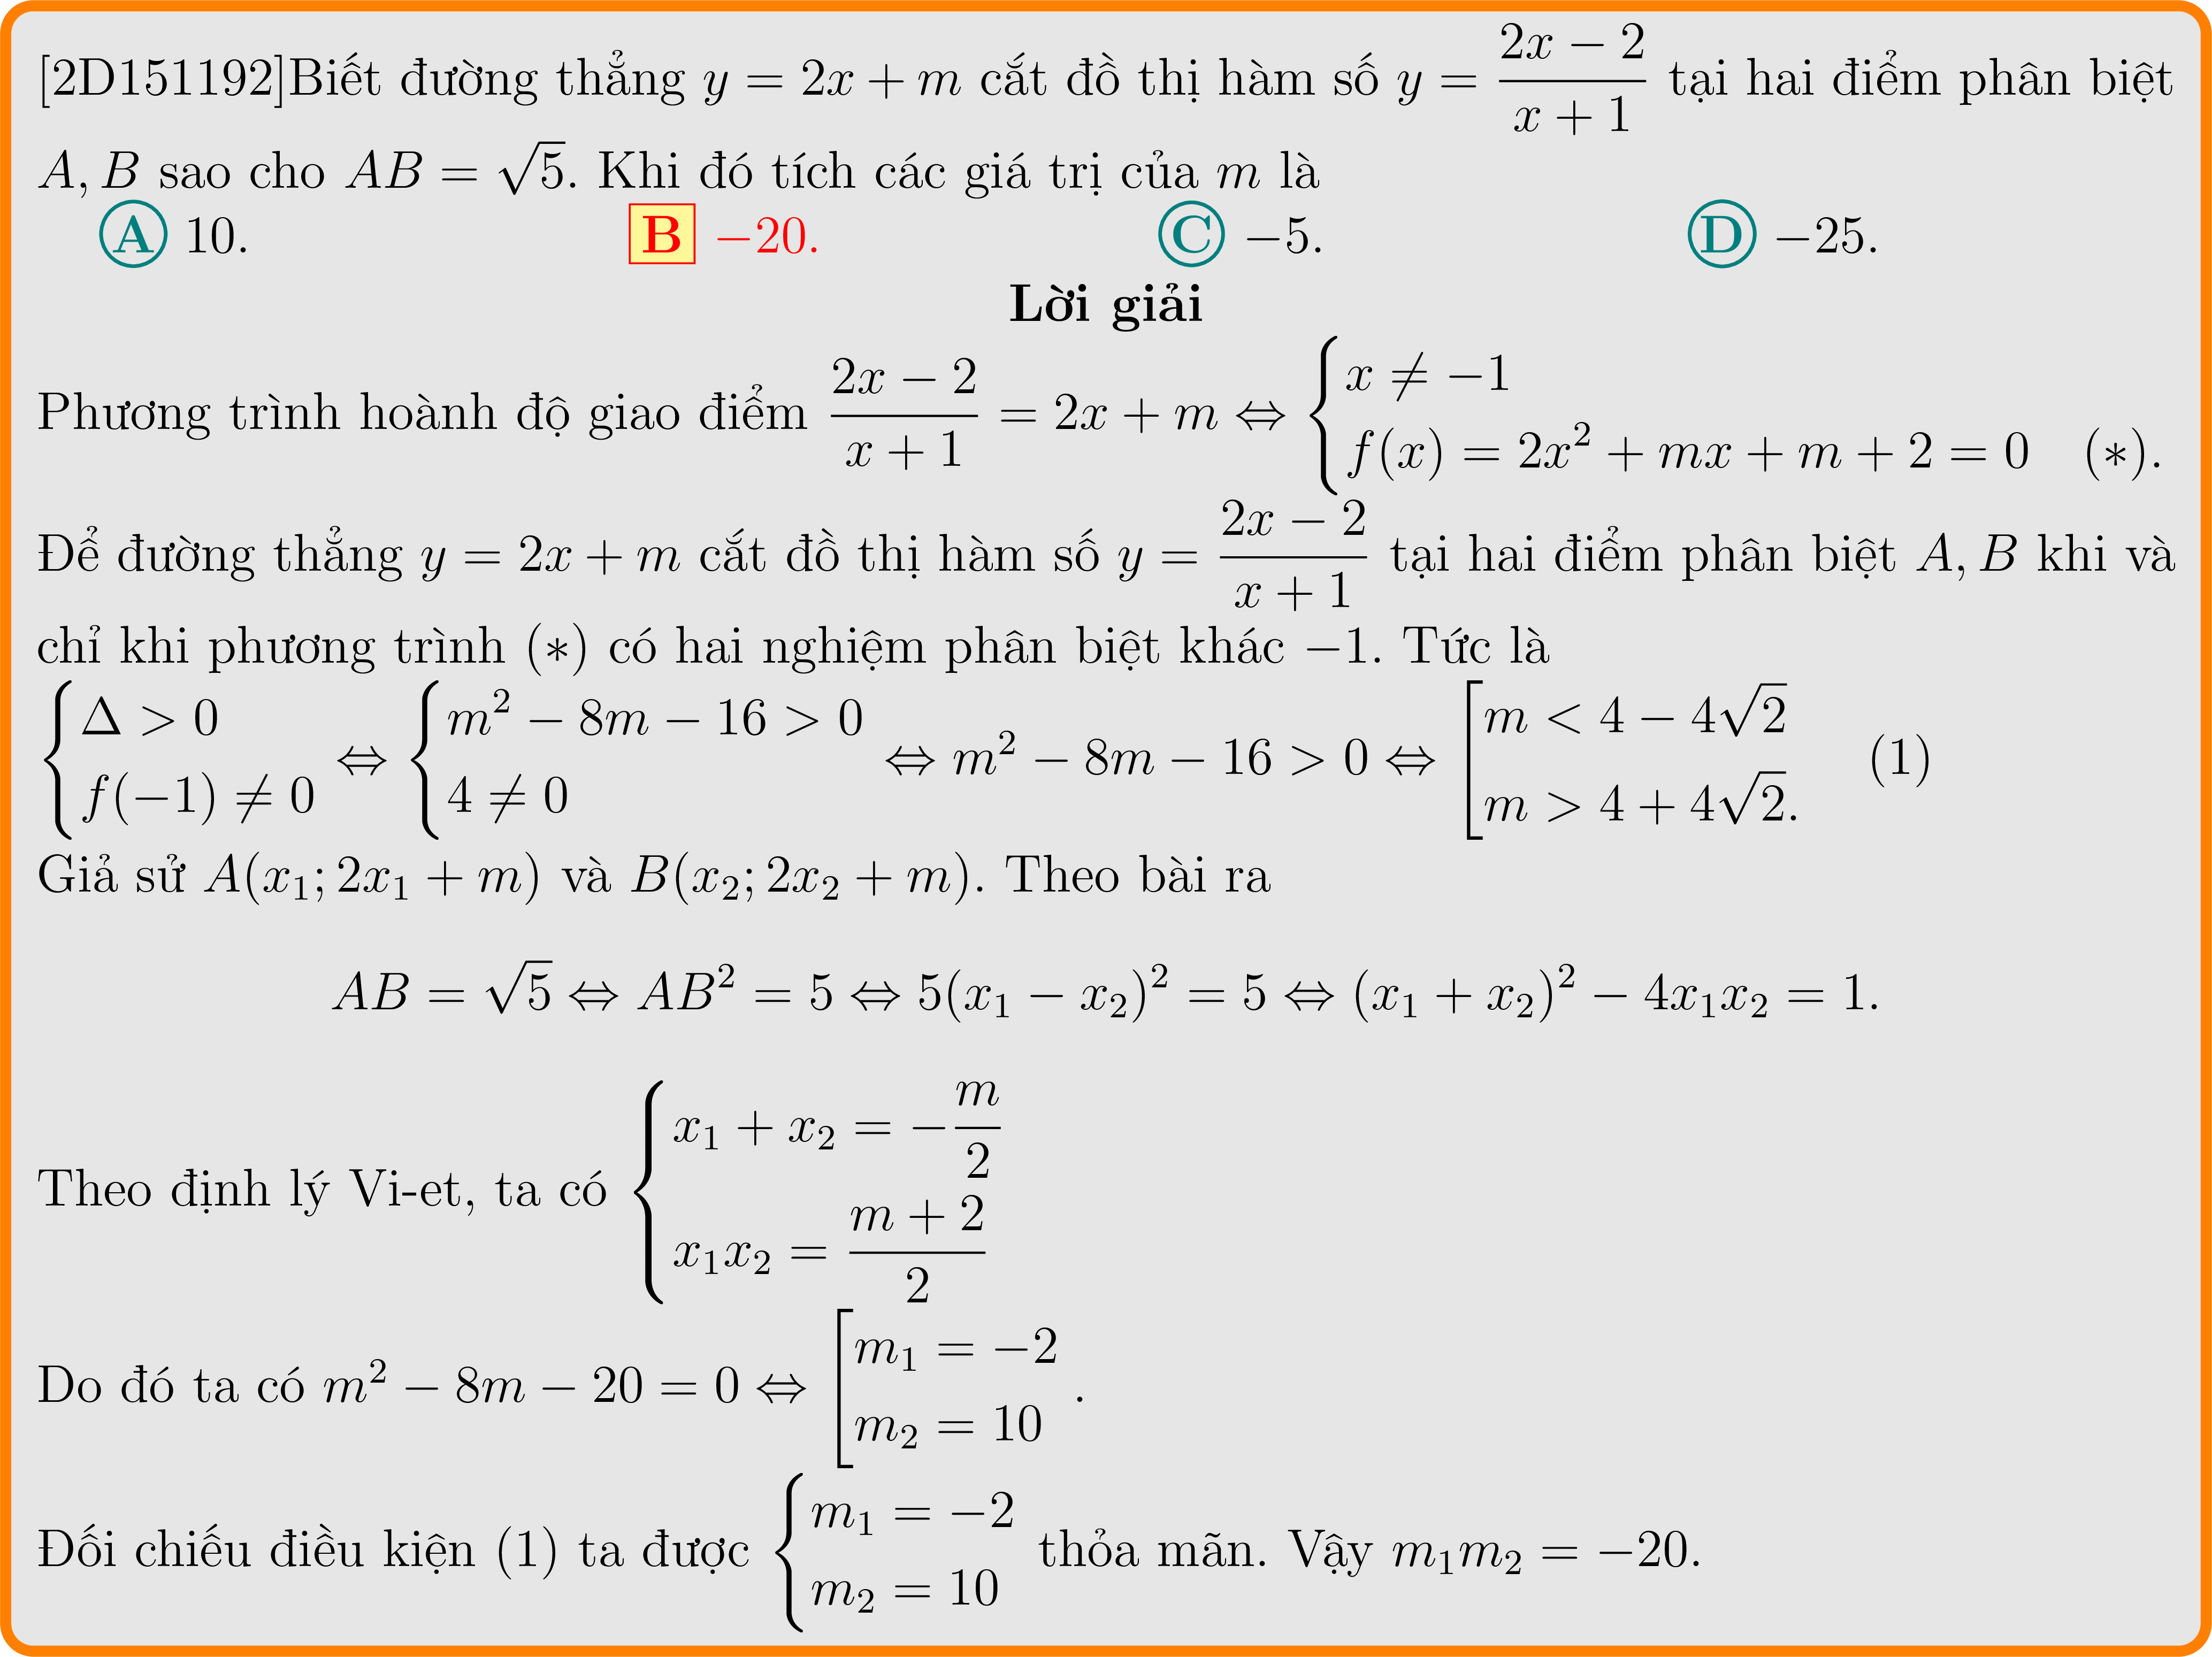 [2D151192]Biết đường thẳng $y = 2x + m$ cắt đồ thị hàm số $y = \dfrac{2x-2}{x+1}$ tại hai điểm phân biệt
$A, B$ sao cho $AB = \sqrt{5}$. Khi đó tích các giá trị của $m$ là
A 10. B −20. C −5. D −25.
Lời giải
Phương trình hoành độ giao điểm $\dfrac{2x-2}{x+1} = 2x + m \Leftrightarrow \begin{cases} x \neq -1 \\ f(x) = 2x^2 + mx + m + 2 = 0 \quad (*). \end{cases}$
Để đường thẳng $y = 2x + m$ cắt đồ thị hàm số $y = \dfrac{2x-2}{x+1}$ tại hai điểm phân biệt $A, B$ khi và
chỉ khi phương trình $(*)$ có hai nghiệm phân biệt khác $-1$. Tức là
$\begin{cases} \Delta > 0 \\ f(-1) \neq 0 \end{cases} \Leftrightarrow \begin{cases} m^2 - 8m - 16 > 0 \\ 4 \neq 0 \end{cases} \Leftrightarrow m^2 - 8m - 16 > 0 \Leftrightarrow \left[\begin{array}{l} m < 4 - 4\sqrt{2} \\ m > 4 + 4\sqrt{2}. \end{array}\right. \quad (1)$
Giả sử $A(x_1; 2x_1 + m)$ và $B(x_2; 2x_2 + m)$. Theo bài ra
$AB = \sqrt{5} \Leftrightarrow AB^2 = 5 \Leftrightarrow 5(x_1 - x_2)^2 = 5 \Leftrightarrow (x_1 + x_2)^2 - 4x_1x_2 = 1.$
Theo định lý Vi-et, ta có $\begin{cases} x_1 + x_2 = -\dfrac{m}{2} \\ x_1x_2 = \dfrac{m+2}{2} \end{cases}$
Do đó ta có $m^2 - 8m - 20 = 0 \Leftrightarrow \left[\begin{array}{l} m_1 = -2 \\ m_2 = 10 \end{array}\right.$.
Đối chiếu điều kiện (1) ta được $\begin{cases} m_1 = -2 \\ m_2 = 10 \end{cases}$ thỏa mãn. Vậy $m_1m_2 = -20$.